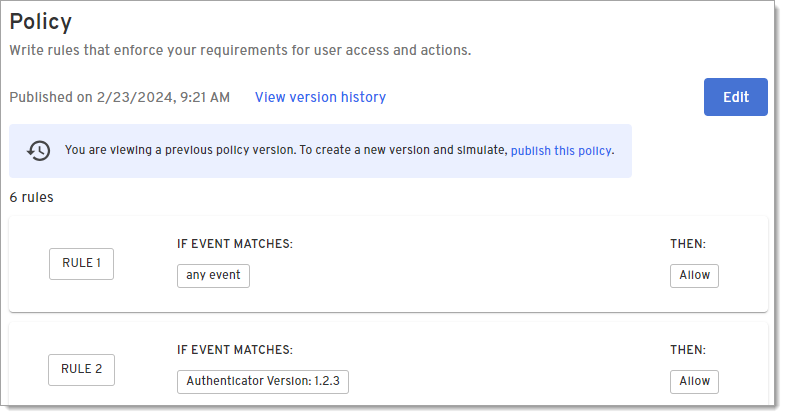 Policy
Write rules that enforce your requirements for user access and actions.
Published on 2/23/2024, 9:21 AM View version history Edit
You are viewing a previous policy version. To create a new version and simulate, publish this policy.
6 rules
IF EVENT MATCHES: THEN:
RULE 1
any event Allow
IF EVENT MATCHES: THEN:
RULE 2
Authenticator Version: 1.2.3 Allow